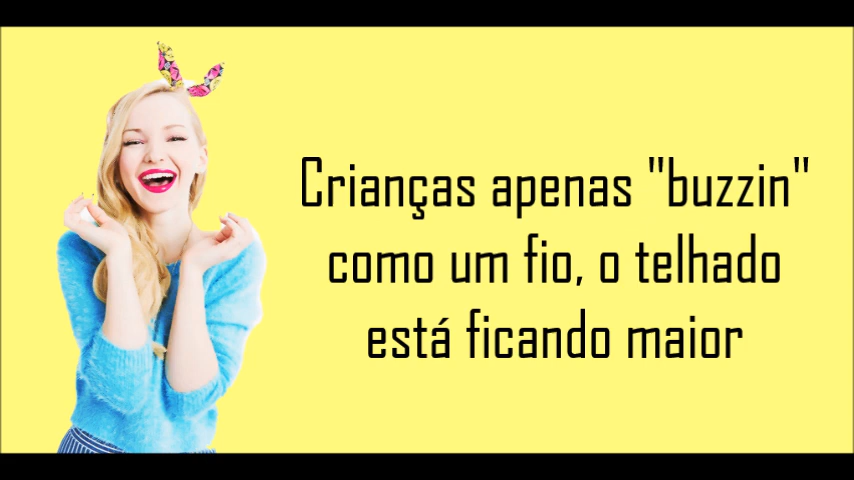 Crianças apenas "buzzin"
como um fio, o telhado
está ficando maior